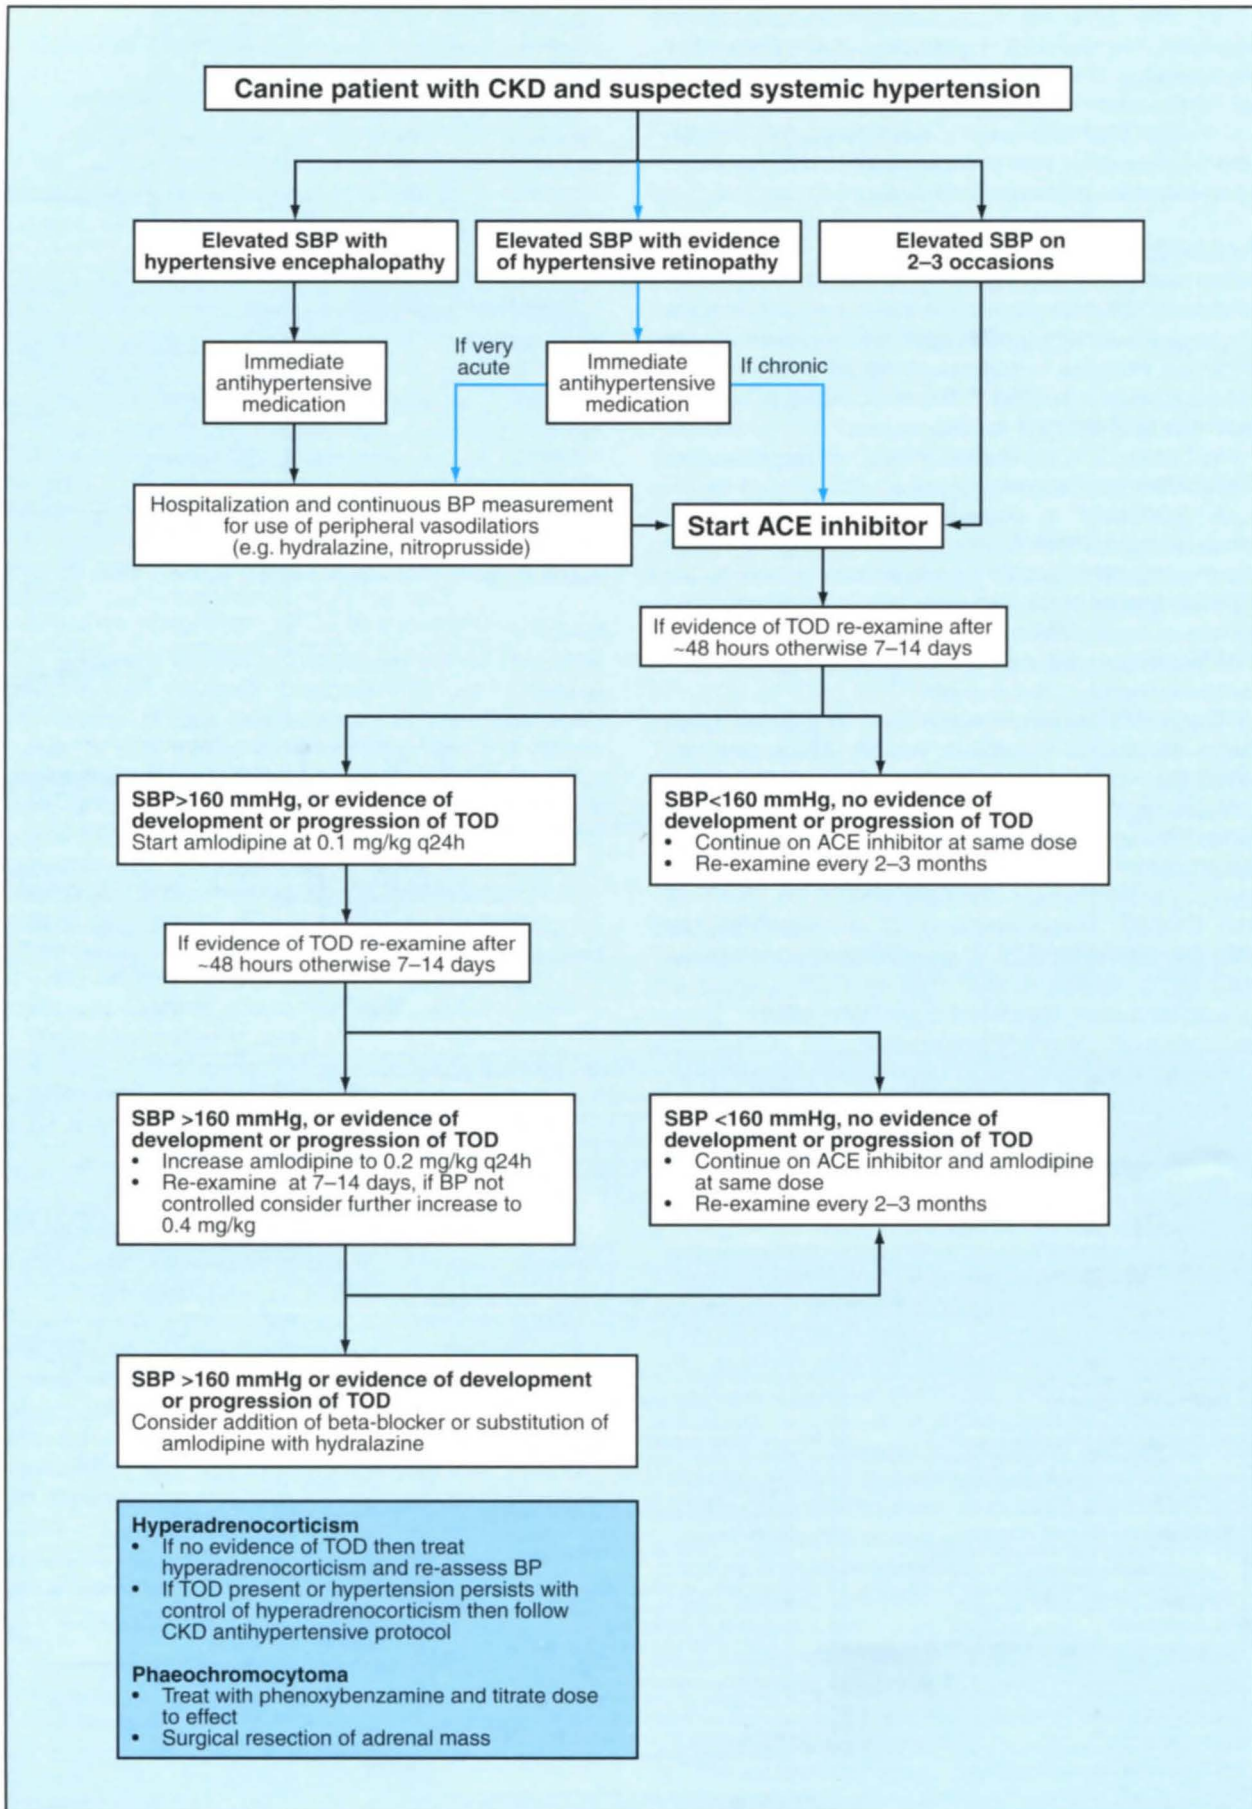 Canine patient with CKD and suspected systemic hypertension
Elevated SBP with
hypertensive encephalopathy
Elevated SBP with evidence
of hypertensive retinopathy
Elevated SBP on
2–3 occasions
Immediate
antihypertensive
medication
If very
acute
Immediate
antihypertensive
medication
If chronic
Hospitalization and continuous BP measurement
for use of peripheral vasodilatiors
(e.g. hydralazine, nitroprusside)
Start ACE inhibitor
If evidence of TOD re-examine after
~48 hours otherwise 7–14 days
SBP>160 mmHg, or evidence of
development or progression of TOD
Start amlodipine at 0.1 mg/kg q24h
SBP<160 mmHg, no evidence of
development or progression of TOD
• Continue on ACE inhibitor at same dose
• Re-examine every 2–3 months
If evidence of TOD re-examine after
~48 hours otherwise 7–14 days
SBP >160 mmHg, or evidence of
development or progression of TOD
• Increase amlodipine to 0.2 mg/kg q24h
• Re-examine at 7–14 days, if BP not
controlled consider further increase to
0.4 mg/kg
SBP <160 mmHg, no evidence of
development or progression of TOD
• Continue on ACE inhibitor and amlodipine
at same dose
• Re-examine every 2–3 months
SBP >160 mmHg or evidence of development
or progression of TOD
Consider addition of beta-blocker or substitution of
amlodipine with hydralazine
Hyperadrenocorticism
• If no evidence of TOD then treat
hyperadrenocorticism and re-assess BP
• If TOD present or hypertension persists with
control of hyperadrenocorticism then follow
CKD antihypertensive protocol
Phaeochromocytoma
• Treat with phenoxybenzamine and titrate dose
to effect
• Surgical resection of adrenal mass